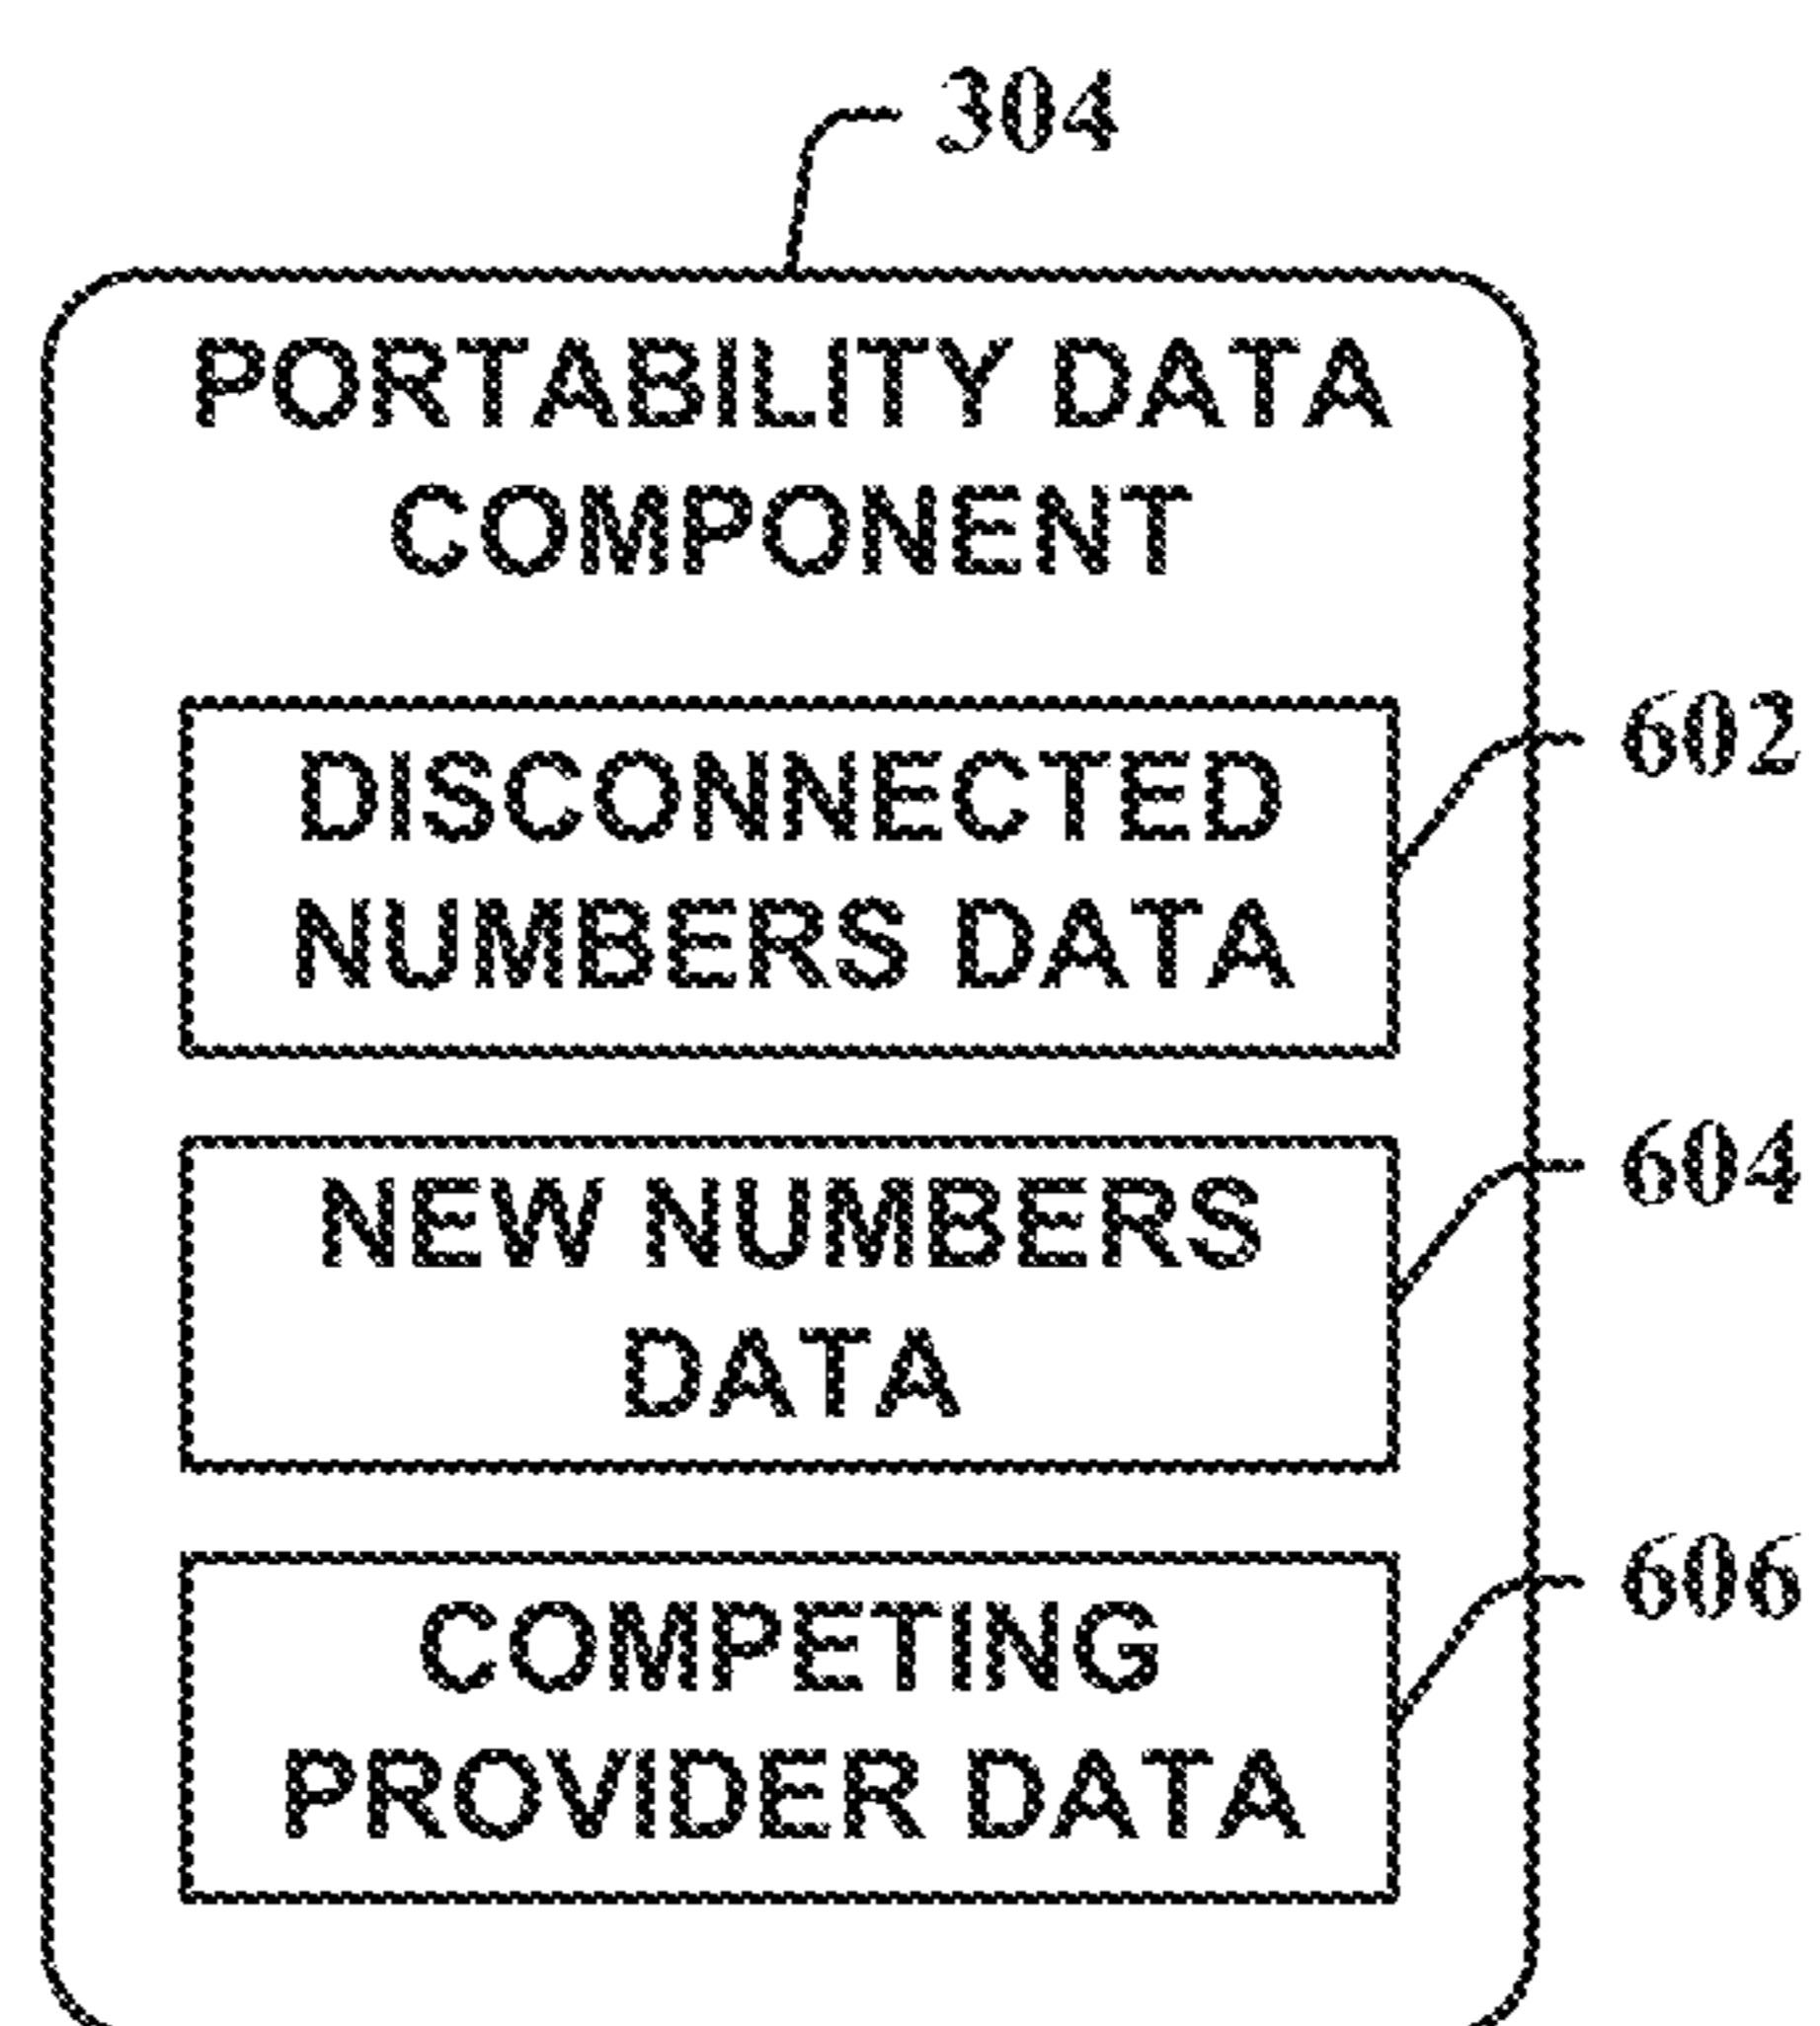 304
PORTABILITY DATA
COMPONENT
DISCONNECTED
NUMBERS DATA
602
NEW NUMBERS
DATA
604
COMPETING
PROVIDER DATA
606